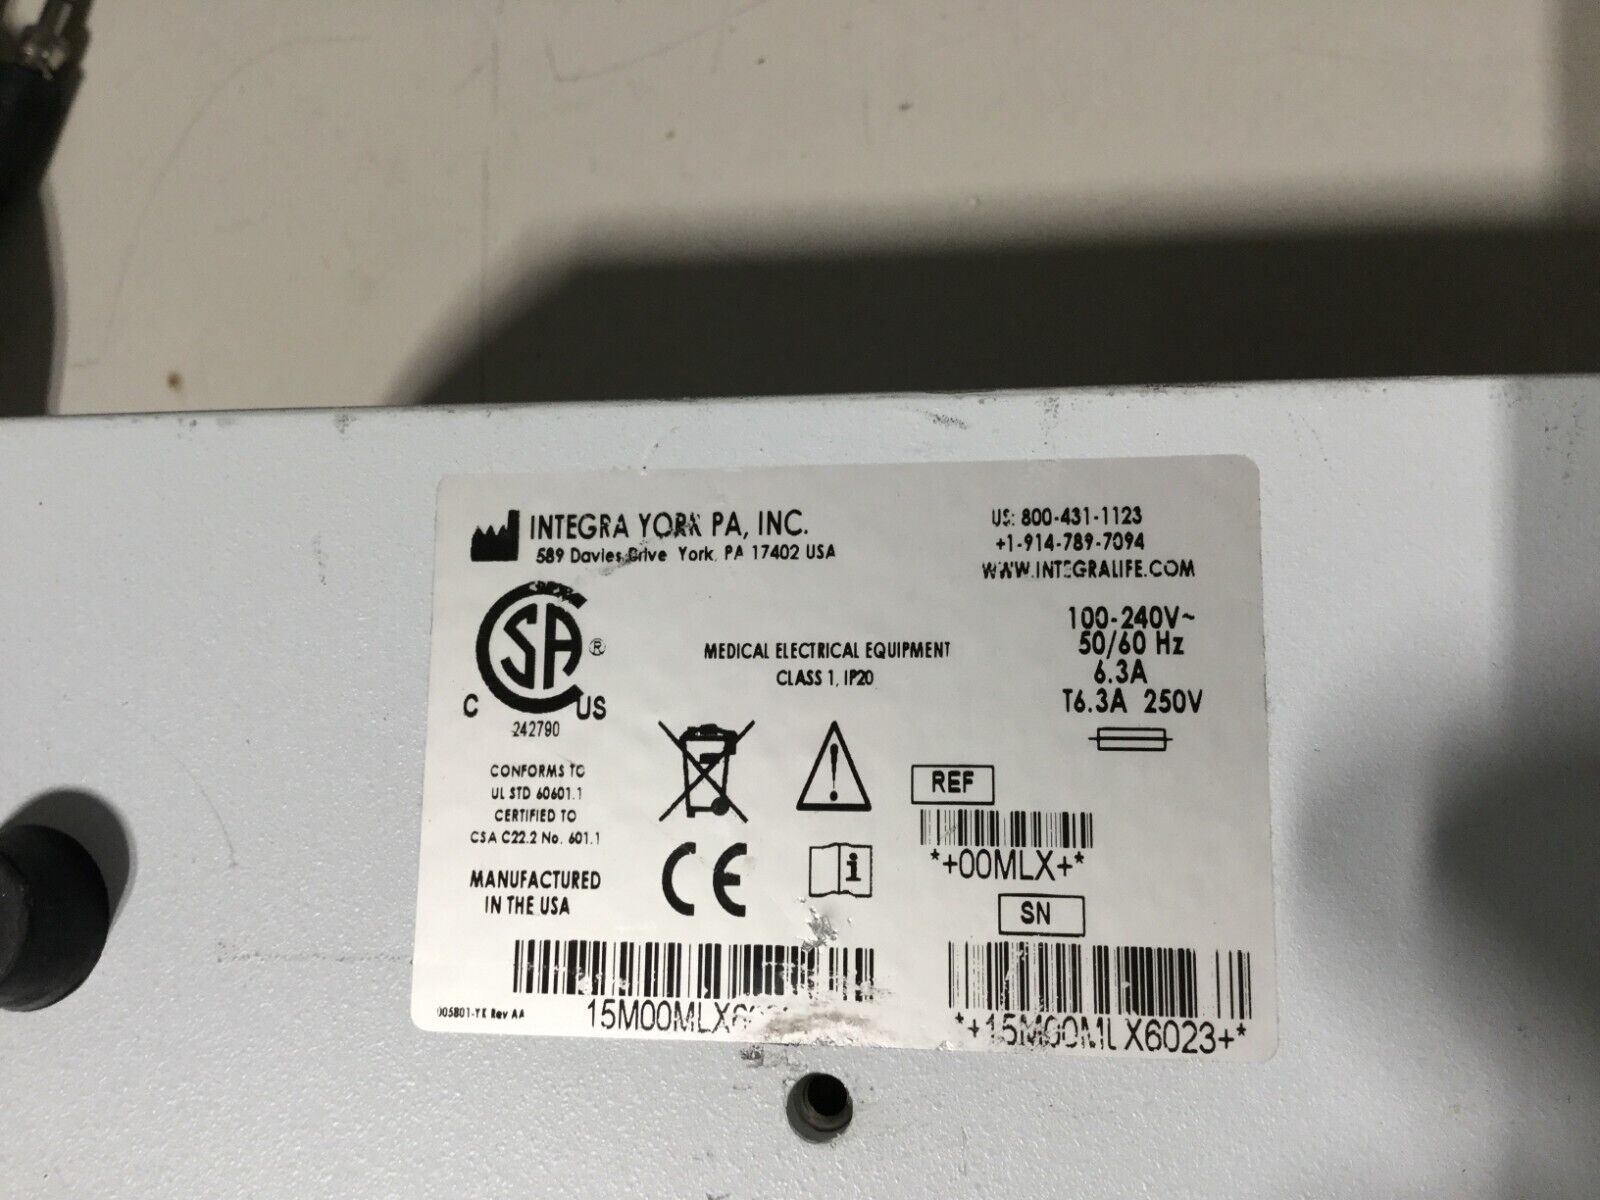 INTEGRA YORK PA, INC.
589 Davies Drive York, PA 17402 USA
US: 800-431-1123
+1-914-789-7094
WWW.INTEGRALIFE.COM
CSA®
C US
242790
MEDICAL ELECTRICAL EQUIPMENT
CLASS 1, IP20
100-240V~
50/60 Hz
6.3A
T6.3A 250V
CONFORMS TO
UL STD 60601.1
CERTIFIED TO
CSA C22.2 No. 601.1
MANUFACTURED
IN THE USA
CE
i
REF
*+00MLX+*
SN
*+15M00MLX6023+*
005801-YK Rev AA